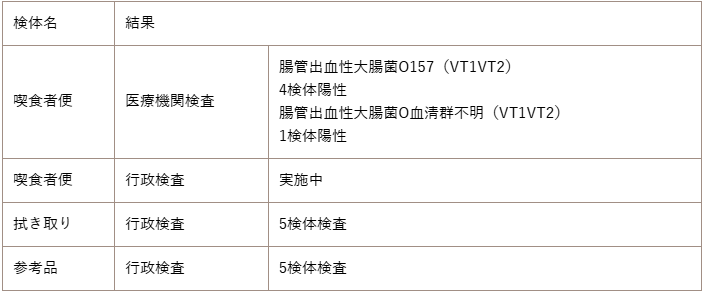 検体名 結果
喫食者便 医療機関検査 腸管出血性大腸菌O157（VT1VT2）
4検体陽性
腸管出血性大腸菌O血清群不明（VT1VT2）
1検体陽性
喫食者便 行政検査 実施中
拭き取り 行政検査 5検体検査
参考品 行政検査 5検体検査